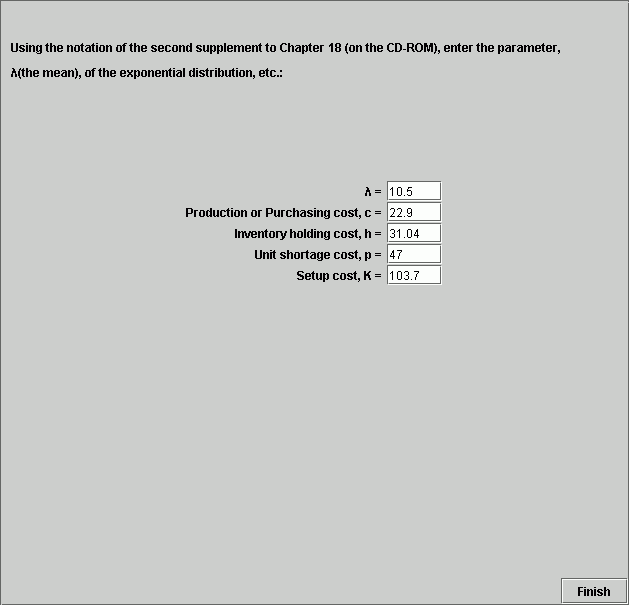 Using the notation of the second supplement to Chapter 18 (on the CD-ROM), enter the parameter,
λ(the mean), of the exponential distribution, etc.:
λ = 10.5
Production or Purchasing cost, c = 22.9
Inventory holding cost, h = 31.04
Unit shortage cost, p = 47
Setup cost, K = 103.7
Finish